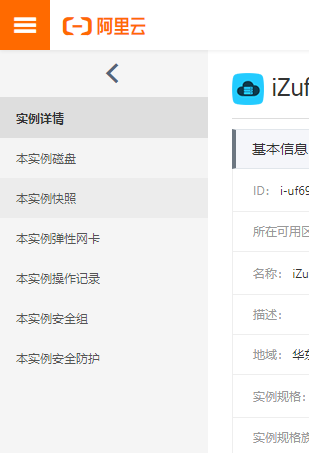 阿里云
实例详情
本实例磁盘
本实例快照
本实例弹性网卡
本实例操作记录
本实例安全组
本实例安全防护
iZuf
基本信息
ID: i-uf69
所在可用区
名称: iZu
描述:
地域: 华东
实例规格:
实例规格族